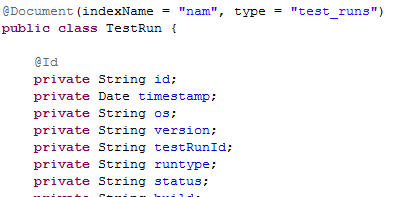 @Document(indexName = "nam", type = "test_runs")
public class TestRun {
@Id
private String id;
private Date timestamp;
private String os;
private String version;
private String testRunId;
private String runtype;
private String status;
private String build;